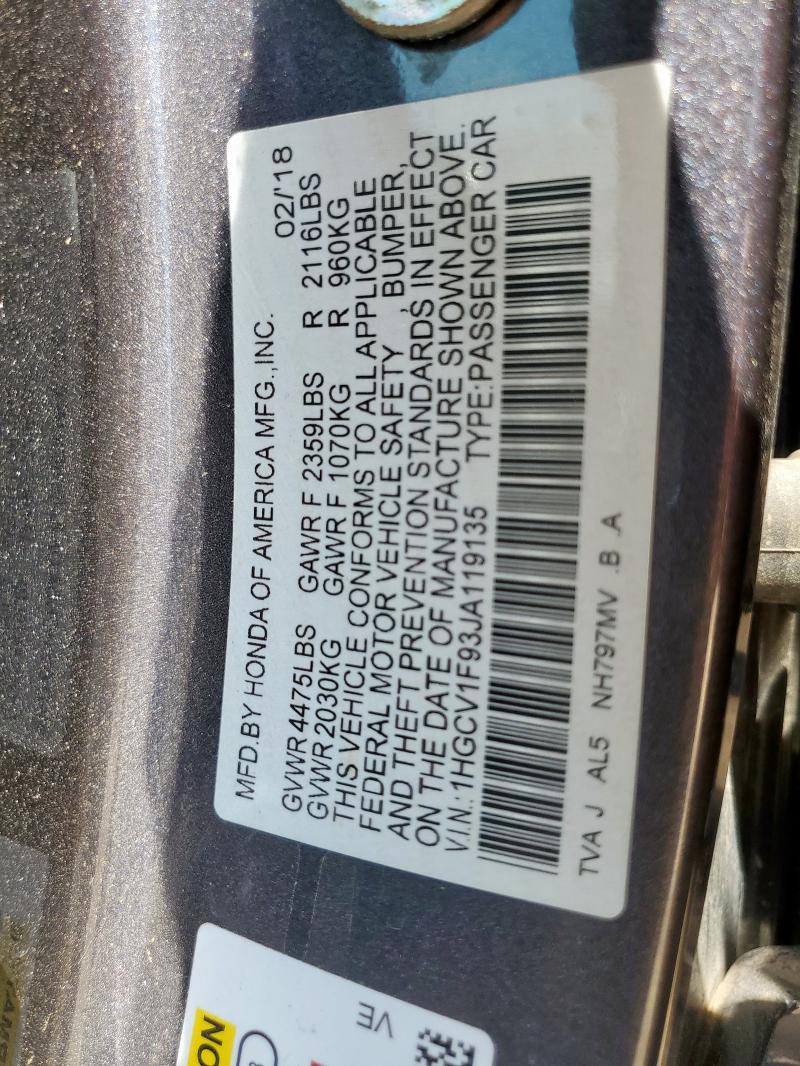 MFD.BY HONDA OF AMERICA MFG.,INC. 02/'18
GVWR 4475LBS GAWR F 2359LBS R 2116LBS
GVWR 2030KG GAWR F 1070KG R 960KG
THIS VEHICLE CONFORMS TO ALL APPLICABLE
FEDERAL MOTOR VEHICLE SAFETY, BUMPER,
AND THEFT PREVENTION STANDARDS IN EFFECT
ON THE DATE OF MANUFACTURE SHOWN ABOVE.
V.I.N.: 1HGCV1F93JA119135 TYPE:PASSENGER CAR
TVA J AL5 NH797MV .B .A
NO
VE